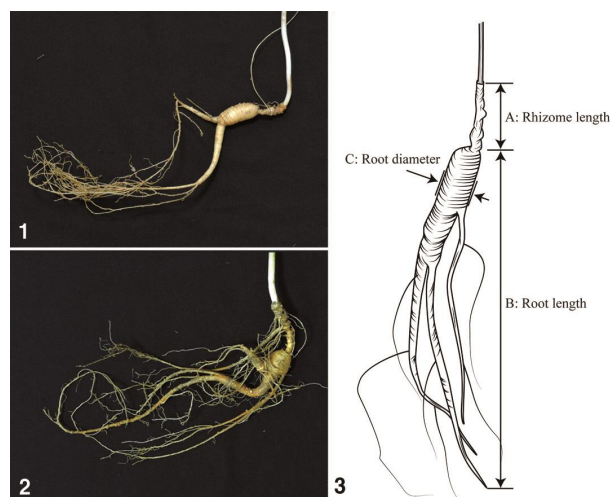 1
2
A: Rhizome length
C: Root diameter
B: Root length
3